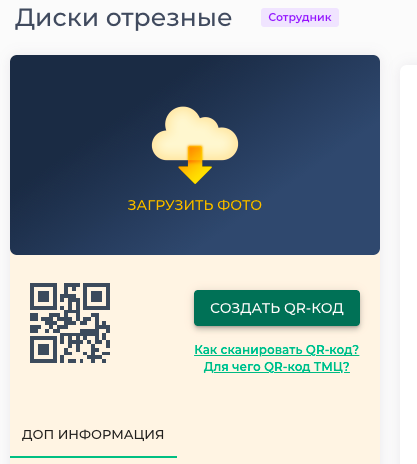 Диски отрезные
Сотрудник
ЗАГРУЗИТЬ ФОТО
СОЗДАТЬ QR-КОД
Как сканировать QR-код?
Для чего QR-код ТМЦ?
ДОП ИНФОРМАЦИЯ